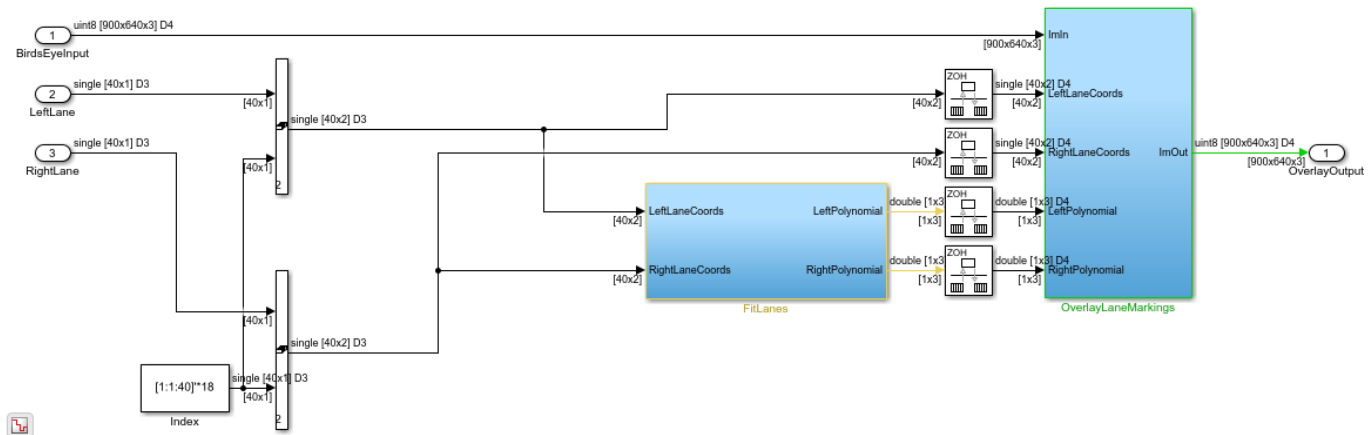 uint8 [900x640x3] D4
1
BirdsEyeInput
[900x640x3]
ImIn
single [40x1] D3
2
LeftLane
[40x1]
ZOH
single [40x2] D4
[40x2]
[40x2]
LeftLaneCoords
single [40x2] D3
single [40x1] D3
3
RightLane
[40x1]
2
ZOH
single [40x2] D4
[40x2]
[40x2]
RightLaneCoords
ImOut
uint8 [900x640x3] D4
[900x640x3]
1
OverlayOutput
LeftLaneCoords
[40x2]
LeftPolynomial
double [1x3
[1x3]
ZOH
double [1x3] D4
[1x3]
LeftPolynomial
RightLaneCoords
[40x2]
RightPolynomial
double [1x3
[1x3]
ZOH
double [1x3] D4
[1x3]
RightPolynomial
FitLanes
OverlayLaneMarkings
[40x1]
single [40x2] D3
[1:1:40]'*18
single [40x1] D3
[40x1]
Index
2